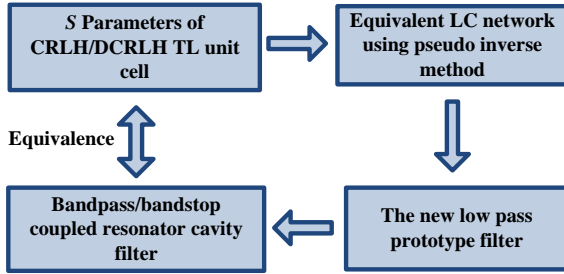 S Parameters of
CRLH/DCRLH TL unit
cell
Equivalent LC network
using pseudo inverse
method
Equivalence
Bandpass/bandstop
coupled resonator cavity
filter
The new low pass
prototype filter